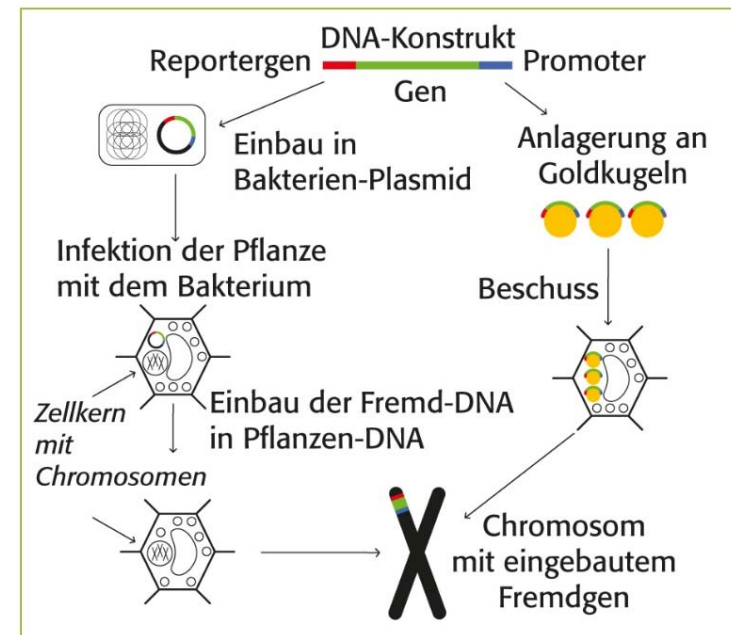 DNA-Konstrukt
Reportergen
Promoter
Gen
Einbau in
Bakterien-Plasmid
Anlagerung an
Goldkugeln
Infektion der Pflanze
mit dem Bakterium
Beschuss
Zellkern
mit
Chromosomen
Einbau der Fremd-DNA
in Pflanzen-DNA
Chromosom
mit eingebautem
Fremdgen